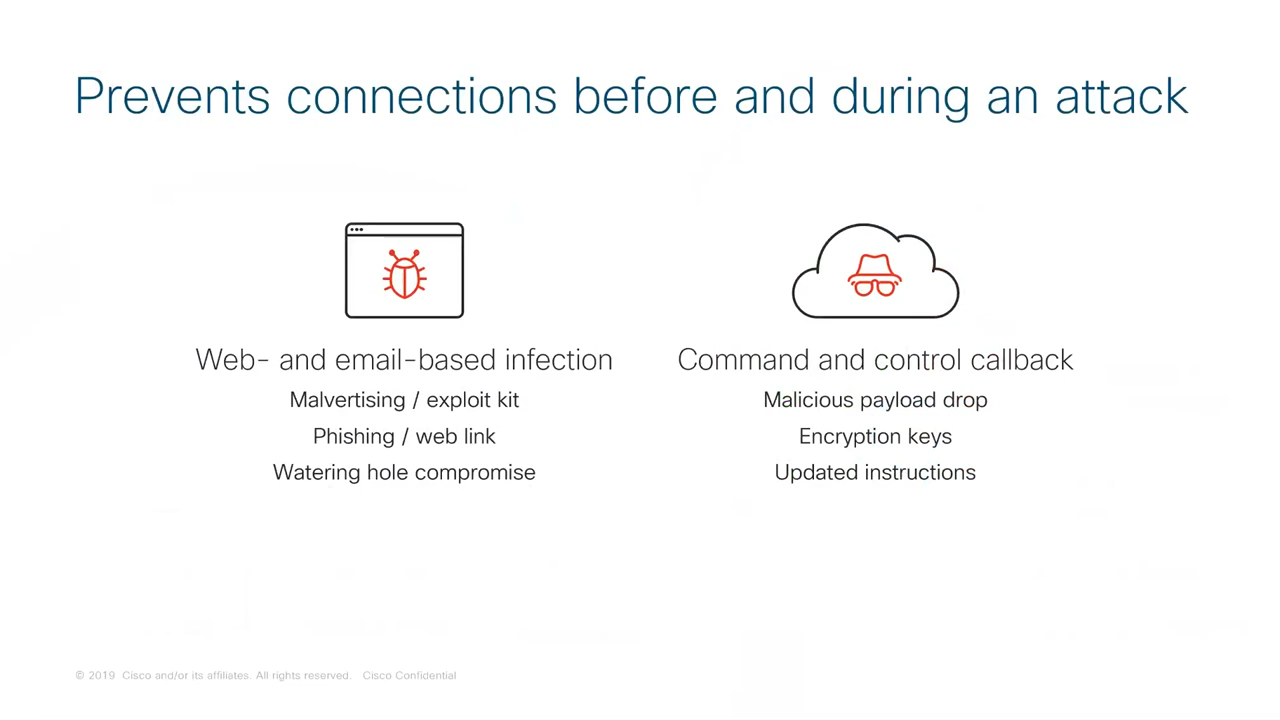 Prevents connections before and during an attack
Web- and email-based infection
Malvertising / exploit kit
Phishing / web link
Watering hole compromise
Command and control callback
Malicious payload drop
Encryption keys
Updated instructions
© 2019 Cisco and/or its affiliates. All rights reserved. Cisco Confidential